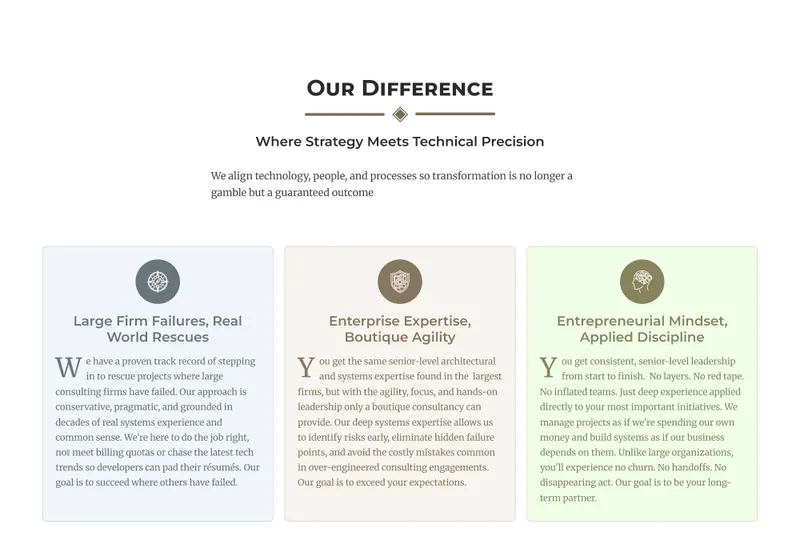 Our Difference
Where Strategy Meets Technical Precision
We align technology, people, and processes so transformation is no longer a
gamble but a guaranteed outcome
Large Firm Failures, Real
World Rescues
We have a proven track record of stepping
in to rescue projects where large
consulting firms have failed. Our approach is
conservative, pragmatic, and grounded in
decades of real systems experience and
common sense. We're here to do the job right,
not meet billing quotas or chase the latest tech
trends so developers can pad their résumés. Our
goal is to succeed where others have failed.
Enterprise Expertise,
Boutique Agility
You get the same senior-level architectural
and systems expertise found in the largest
firms, but with the agility, focus, and hands-on
leadership only a boutique consultancy can
provide. Our deep systems expertise allows us
to identify risks early, eliminate hidden failure
points, and avoid the costly mistakes common
in over-engineered consulting engagements.
Our goal is to exceed your expectations.
Entrepreneurial Mindset,
Applied Discipline
You get consistent, senior-level leadership
from start to finish. No layers. No red tape.
No inflated teams. Just deep experience applied
directly to your most important initiatives. We
manage projects as if we're spending our own
money and build systems as if our business
depends on them. Unlike large organizations,
you'll experience no churn. No handoffs. No
disappearing act. Our goal is to be your long-
term partner.